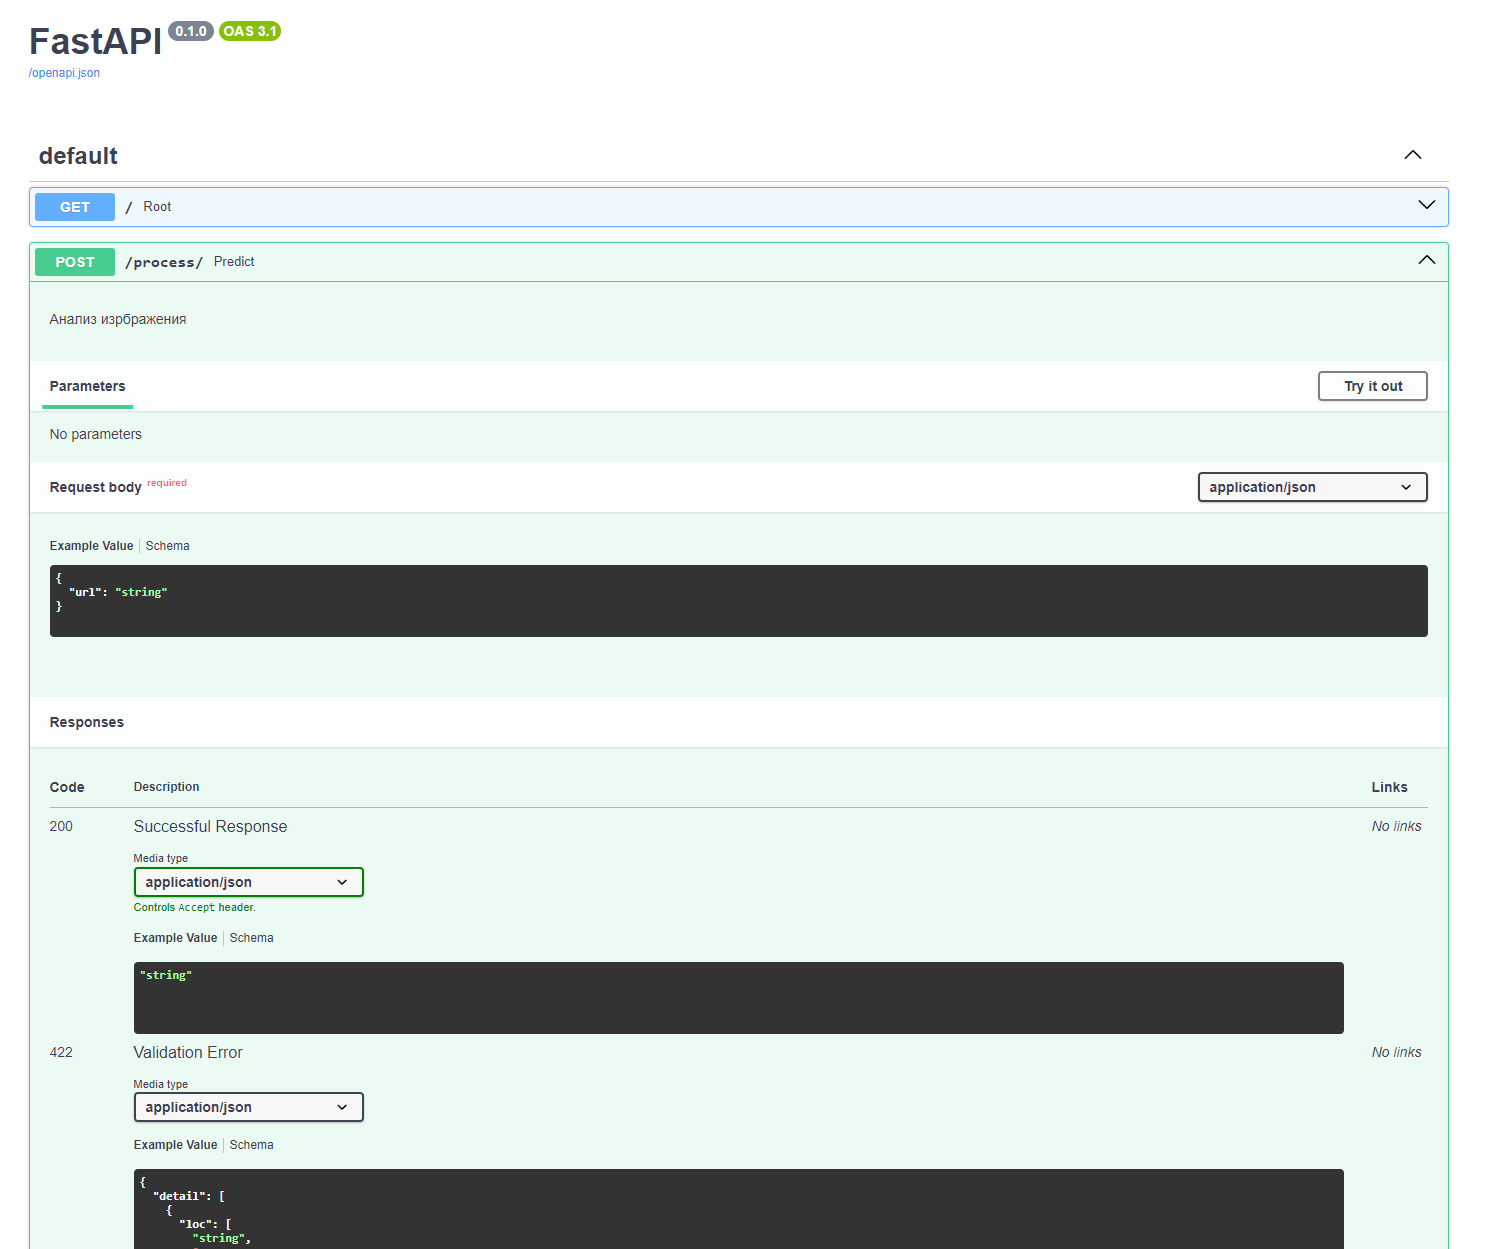 FastAPI 0.1.0 OAS 3.1
/openapi.json
default
GET / Root
POST /process/ Predict
Анализ изрбражения
Parameters Try it out
No parameters
Request body required application/json
Example Value Schema
{
"url": "string"
}
Responses
Code Description Links
200 Successful Response No links
Media type
application/json
Controls Accept header.
Example Value Schema
"string"
422 Validation Error No links
Media type
application/json
Example Value Schema
{
"detail": [
{
"loc": [
"string",